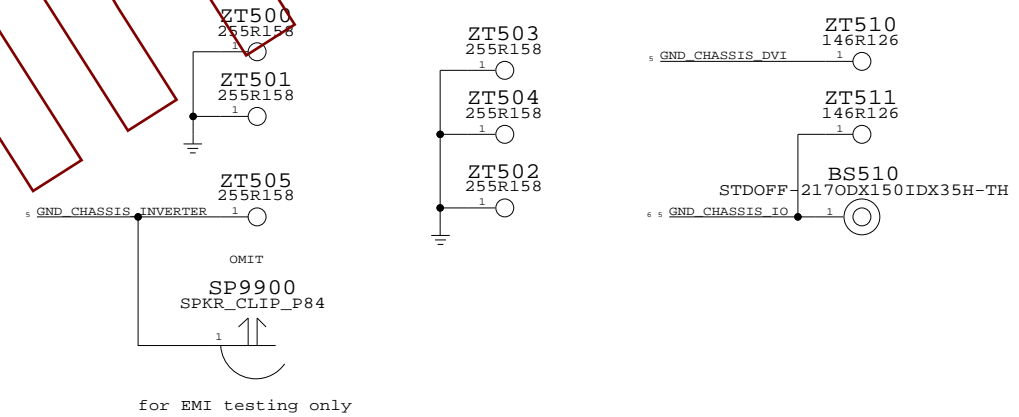 ZT500
255R158
1
ZT501
255R158
1
ZT505
255R158
5 GND_CHASSIS_INVERTER 1
OMIT
SP9900
SPKR_CLIP_P84
1
for EMI testing only
ZT503
255R158
1
ZT504
255R158
1
ZT502
255R158
1
ZT510
146R126
5 GND_CHASSIS_DVI 1
ZT511
146R126
1
BS510
STDOFF-217ODX150IDX35H-TH
6 5 GND_CHASSIS_IO 1